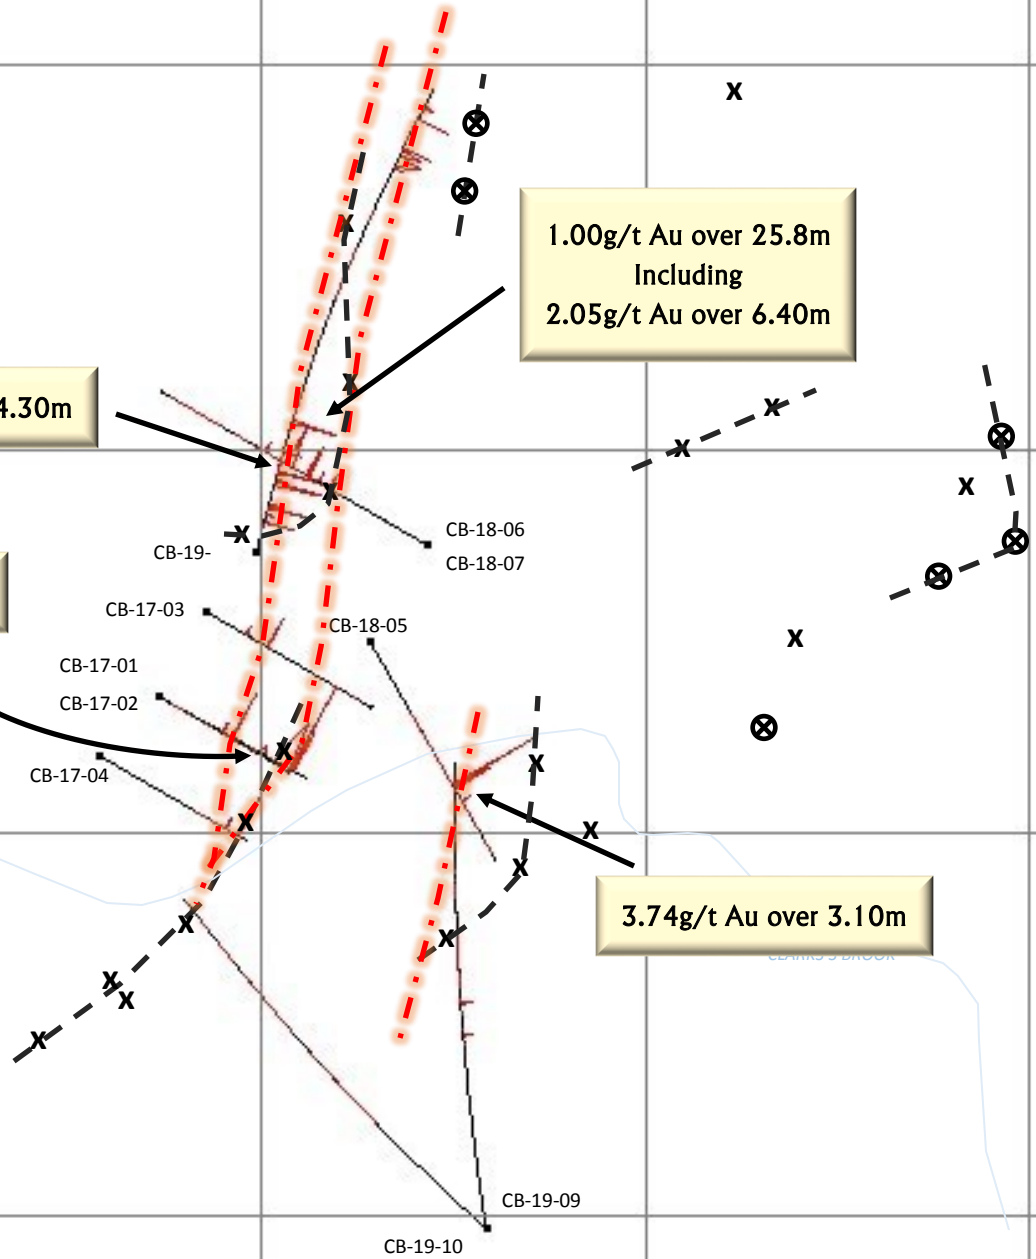 1.00g/t Au over 25.8m
Including
2.05g/t Au over 6.40m
4.30m
CB-18-06
CB-18-07
CB-19-
CB-17-03
CB-18-05
CB-17-01
CB-17-02
CB-17-04
3.74g/t Au over 3.10m
CLARKS'S BROOK
CB-19-09
CB-19-10